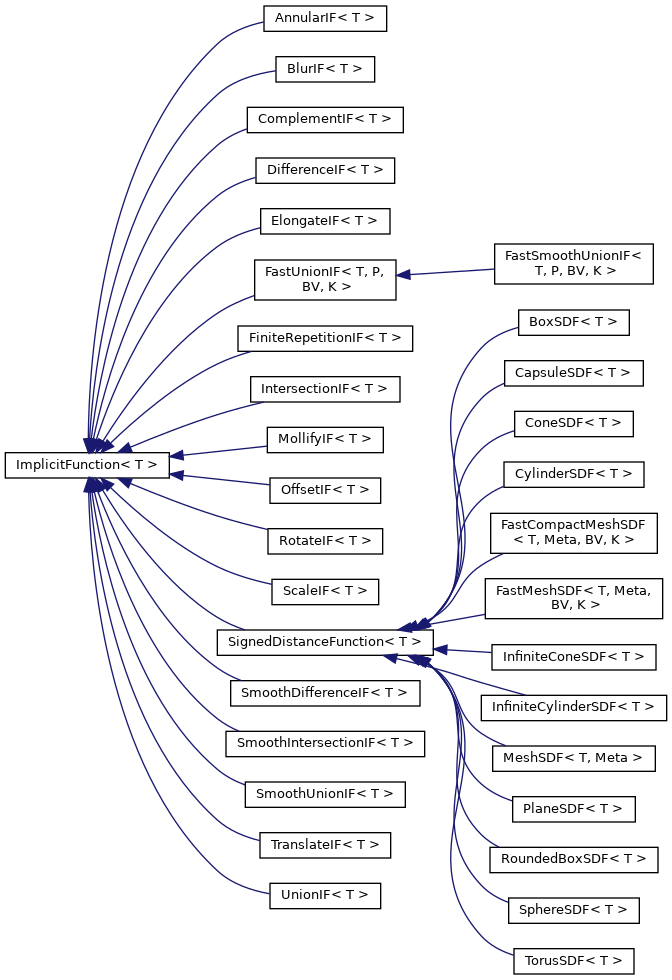 AnnularIF< T >
BlurIF< T >
ComplementIF< T >
DifferenceIF< T >
ElongateIF< T >
FastUnionIF< T, P,
BV, K >
FastSmoothUnionIF<
T, P, BV, K >
FiniteRepetitionIF< T >
IntersectionIF< T >
MollifyIF< T >
ImplicitFunction< T >
OffsetIF< T >
RotateIF< T >
ScaleIF< T >
SignedDistanceFunction< T >
BoxSDF< T >
CapsuleSDF< T >
ConeSDF< T >
CylinderSDF< T >
FastCompactMeshSDF
< T, Meta, BV, K >
FastMeshSDF< T, Meta,
BV, K >
InfiniteConeSDF< T >
InfiniteCylinderSDF< T >
MeshSDF< T, Meta >
PlaneSDF< T >
RoundedBoxSDF< T >
SphereSDF< T >
TorusSDF< T >
SmoothDifferenceIF< T >
SmoothIntersectionIF< T >
SmoothUnionIF< T >
TranslateIF< T >
UnionIF< T >